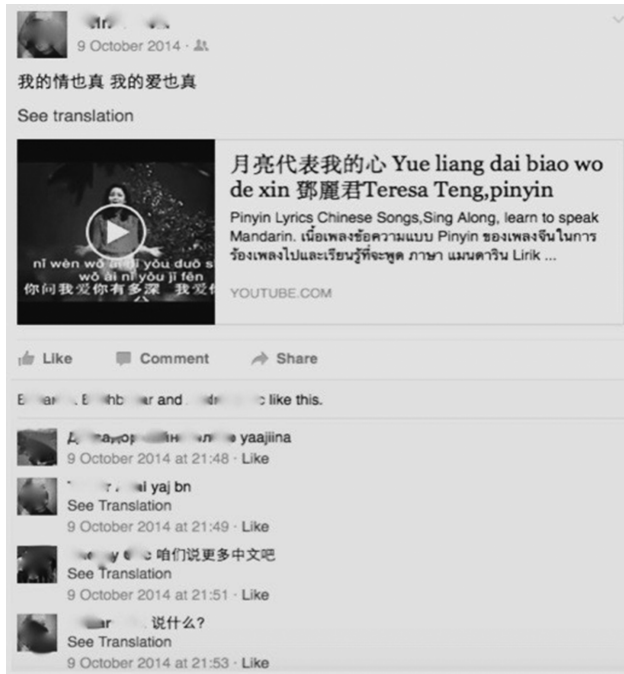 9 October 2014 ·
我的情也真 我的爱也真
See translation
月亮代表我的心 Yue liang dai biao wo
de xin 鄧麗君Teresa Teng,pinyin
Pinyin Lyrics Chinese Songs,Sing Along, learn to speak
Mandarin. เนื้อเพลงข้อความแบบ Pinyin ของเพลงจีนในการ
ร้องเพลงไปและเรียนรู้ที่จะพูด ภาษา แมนดาริน Lirik ...
YOUTUBE.COM
nǐ wèn wǒ ài nǐ yǒu duō s
wǒ ài nǐ yǒu jǐ fēn
你问我爱你有多深 我爱你
Like Comment Share
and like this.
yaajiina
9 October 2014 at 21:48 · Like
yaj bn
See Translation
9 October 2014 at 21:49 · Like
咱们说更多中文吧
See Translation
9 October 2014 at 21:51 · Like
说什么?
See Translation
9 October 2014 at 21:53 · Like